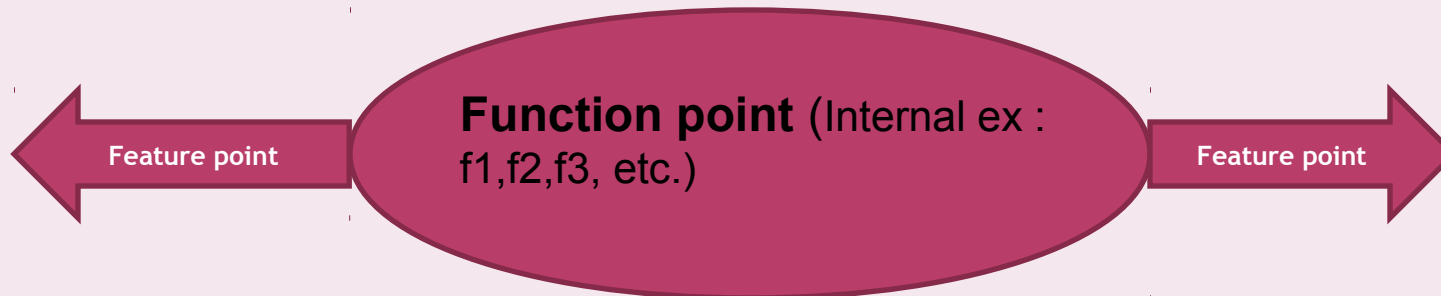 Function point (Internal ex :
f1,f2,f3, etc.)
Feature point
Feature point